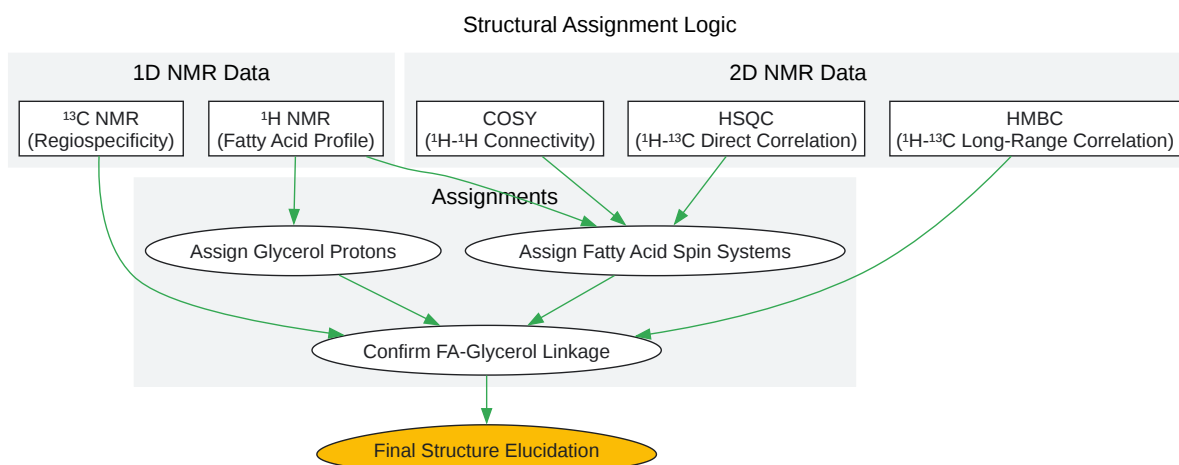 Structural Assignment Logic
1D NMR Data
2D NMR Data
¹³C NMR
(Regiospecificity)
¹H NMR
(Fatty Acid Profile)
COSY
(¹H-¹H Connectivity)
HSQC
(¹H-¹³C Direct Correlation)
HMBC
(¹H-¹³C Long-Range Correlation)
Assignments
Assign Glycerol Protons
Assign Fatty Acid Spin Systems
Confirm FA-Glycerol Linkage
Final Structure Elucidation